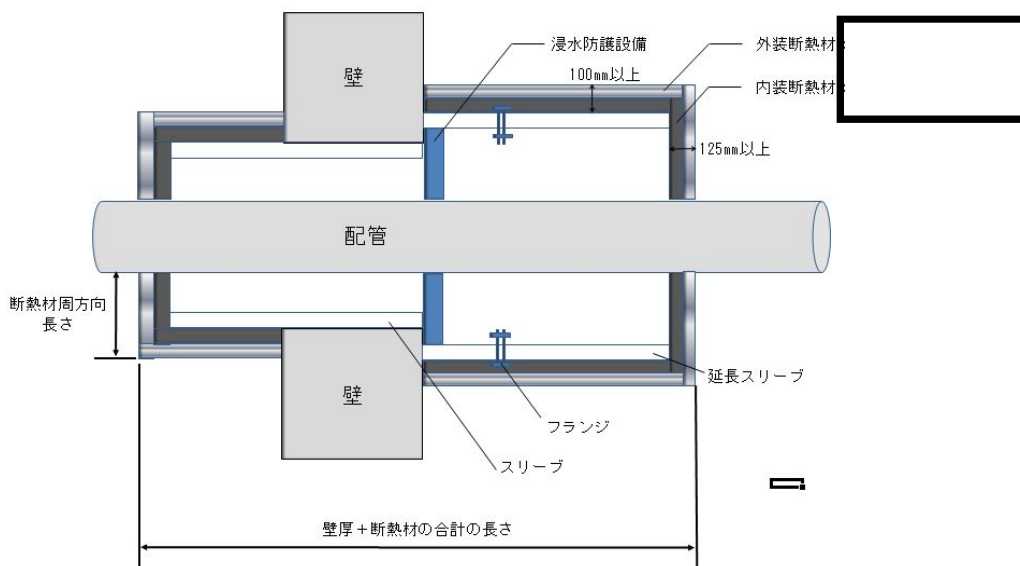 壁
浸水防護設備
外装断熱材:
100mm以上
内装断熱材:
125mm以上
配管
断熱材周方向
長さ
延長スリーブ
壁
フランジ
スリーブ
壁厚+断熱材の合計の長さ